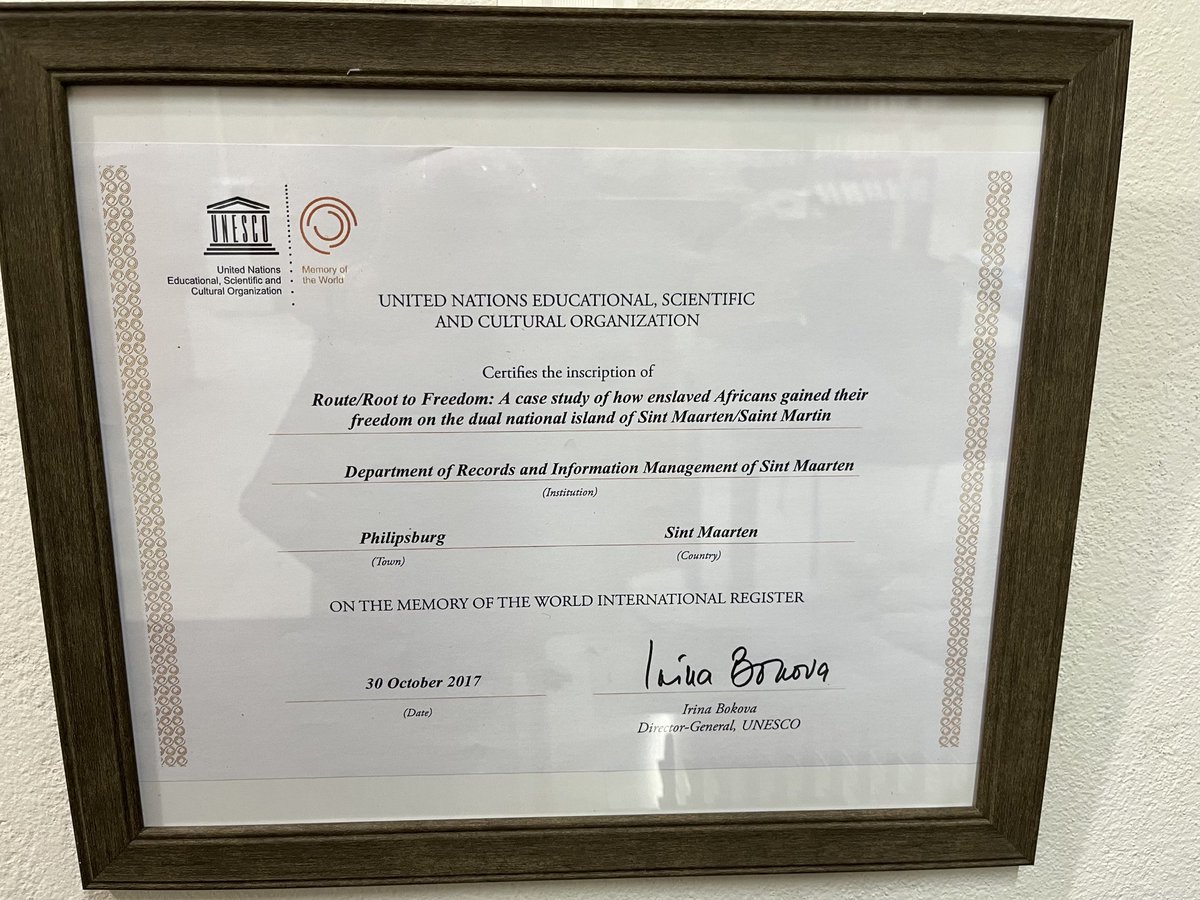 UNESCO
United Nations
Educational, Scientific and
Cultural Organization
Memory of
the World
UNITED NATIONS EDUCATIONAL, SCIENTIFIC
AND CULTURAL ORGANIZATION
Certifies the inscription of
Route/Root to Freedom: A case study of how enslaved Africans gained their
freedom on the dual national island of Sint Maarten/Saint Martin
Department of Records and Information Management of Sint Maarten
(Institution)
Philipsburg Sint Maarten
(Town) (Country)
ON THE MEMORY OF THE WORLD INTERNATIONAL REGISTER
Irina Bokova
30 October 2017
(Date)
Irina Bokova
Director-General, UNESCO